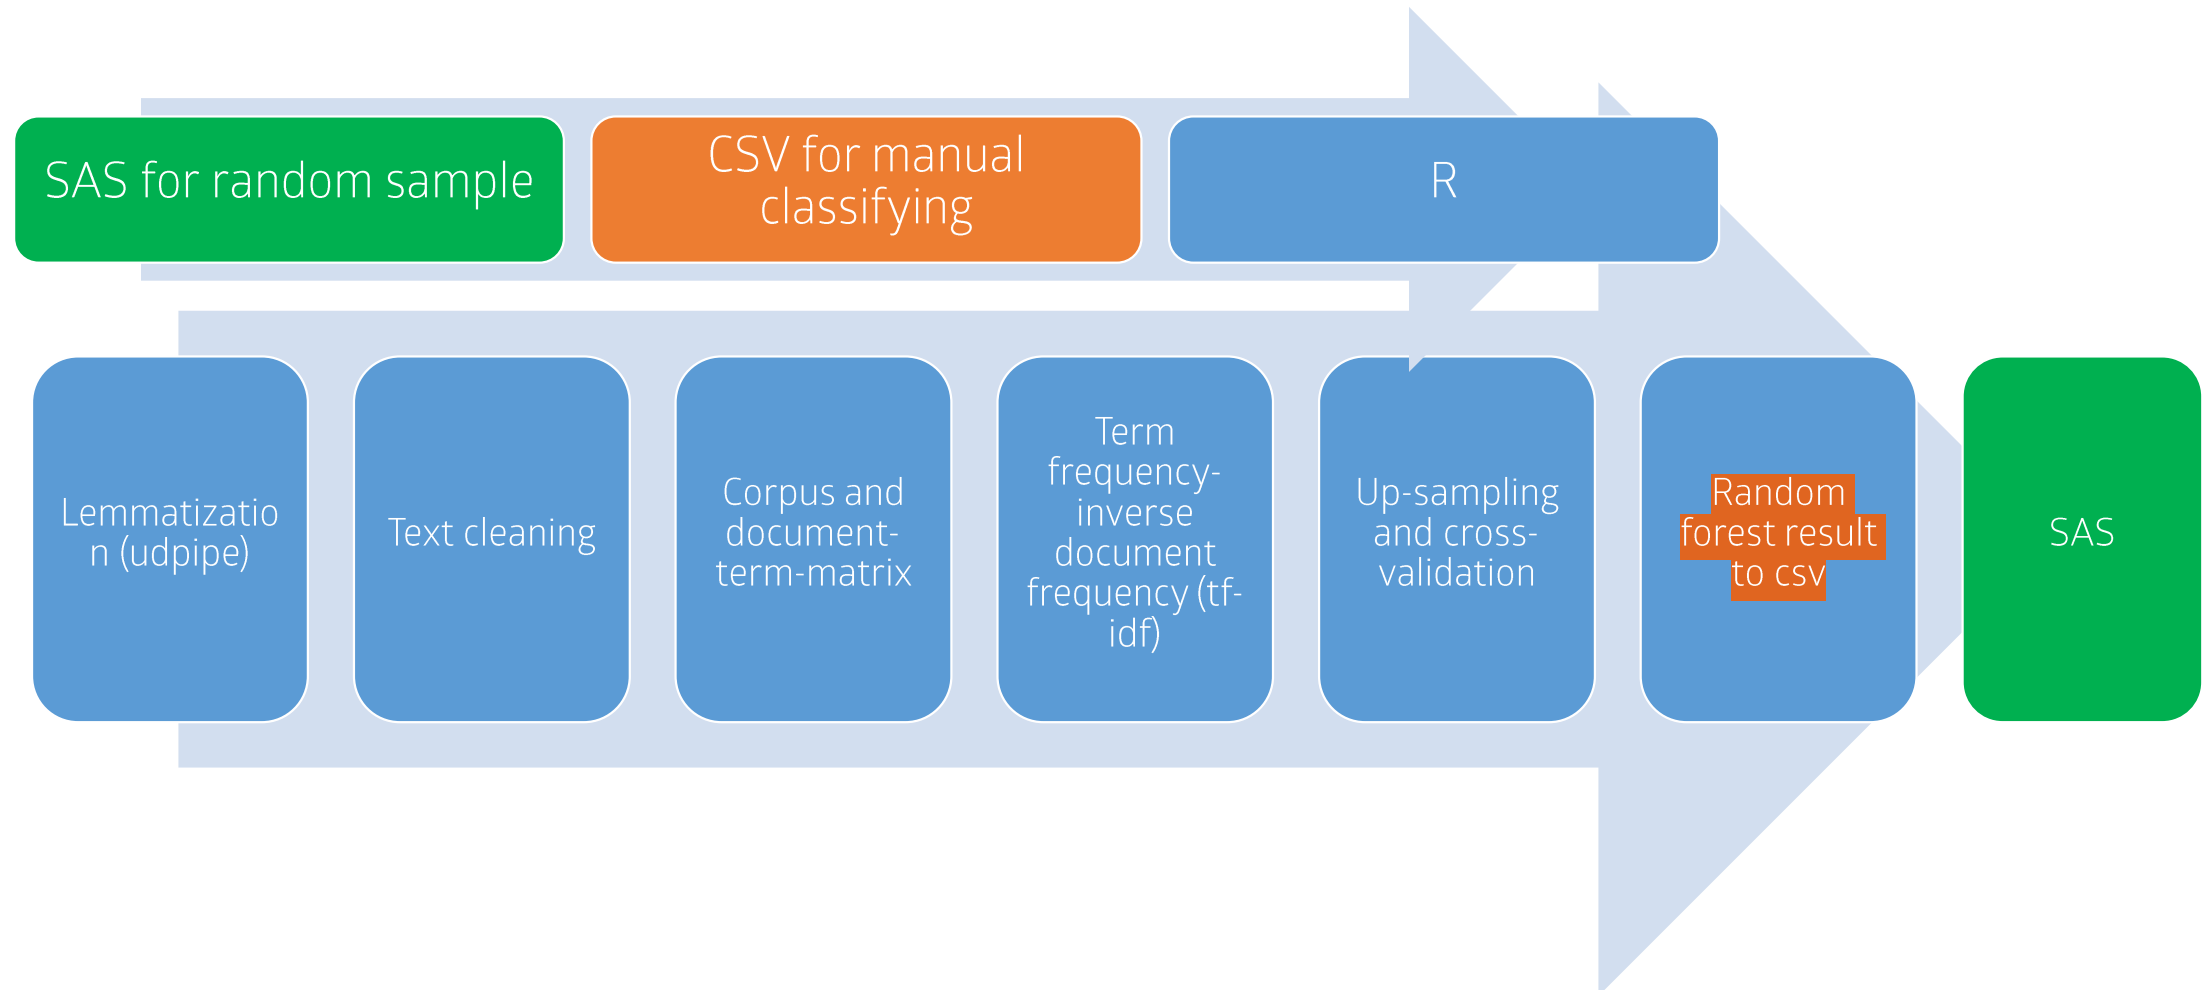 SAS for random sample
CSV for manual
classifying
R
Lemmatizatio
n (udpipe)
Text cleaning
Corpus and
document-
term-matrix
Term
frequency-
inverse
document
frequency (tf-
idf)
Up-sampling
and cross-
validation
Random
forest result
to csv
SAS